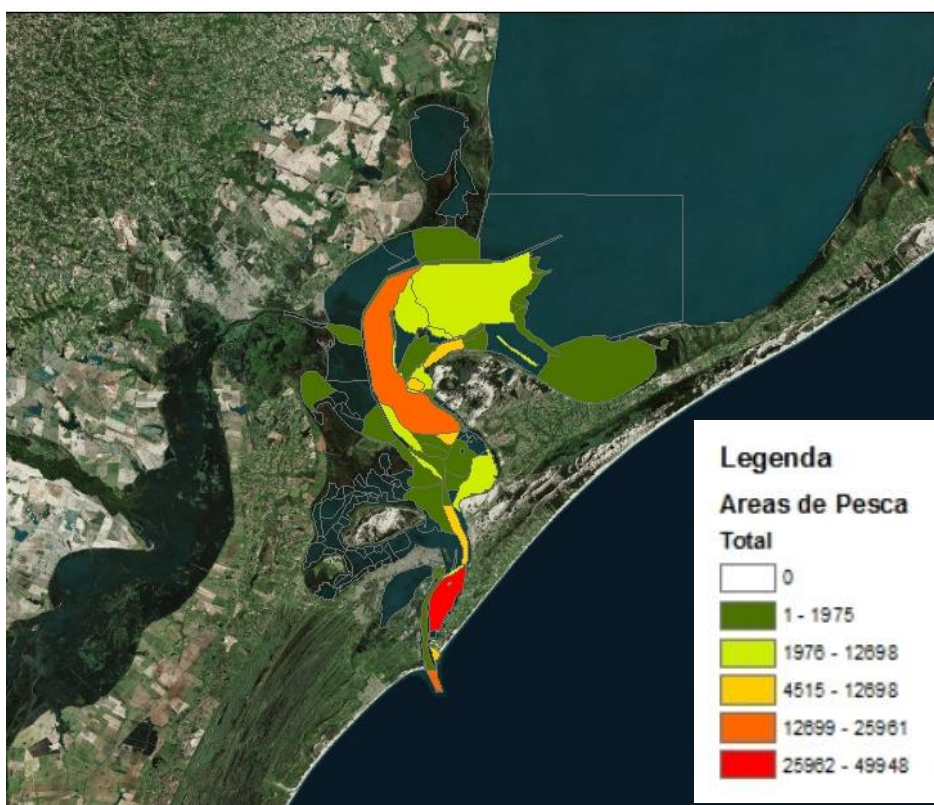 Legenda
Areas de Pesca
Total
0
1 - 1975
1976 - 12698
4515 - 12698
12699 - 25961
25962 - 49948